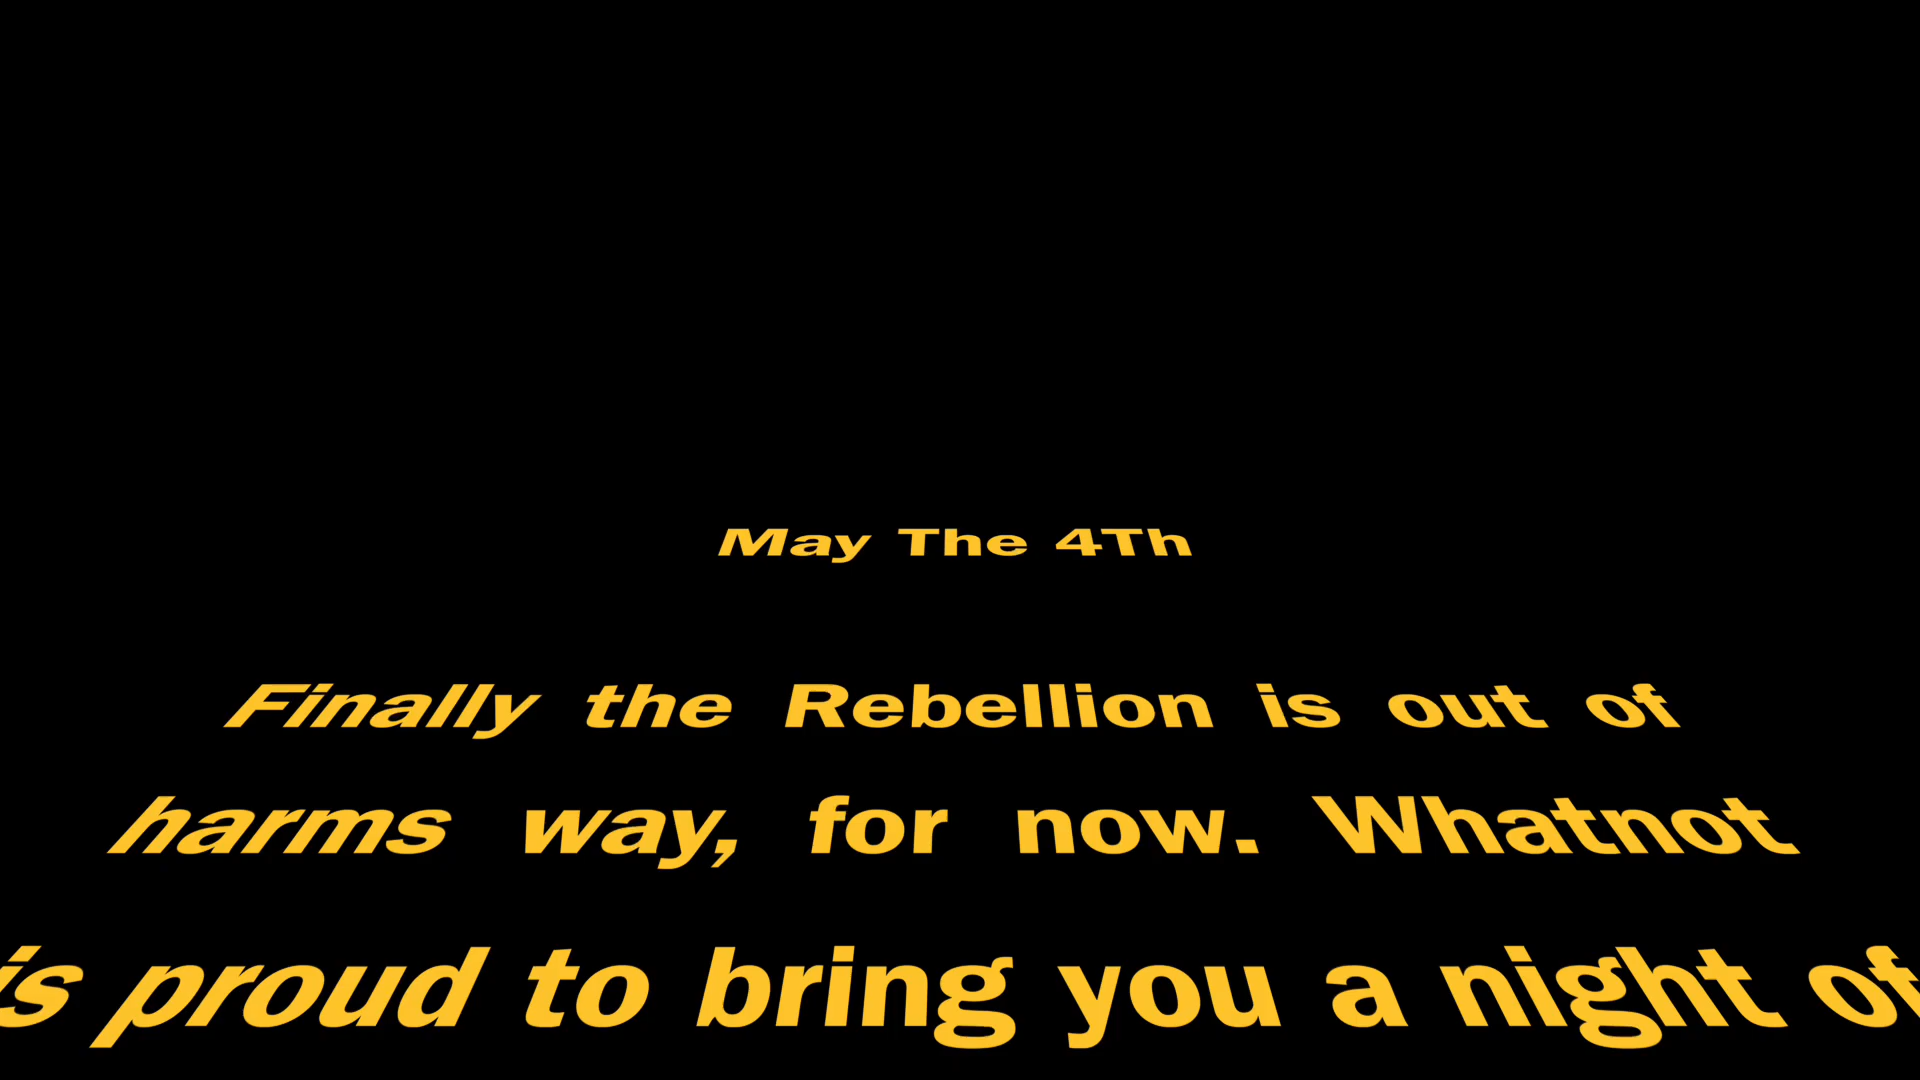 May The 4Th
Finally the Rebellion is out of
harms way, for now. Whatnot
is proud to bring you a night of